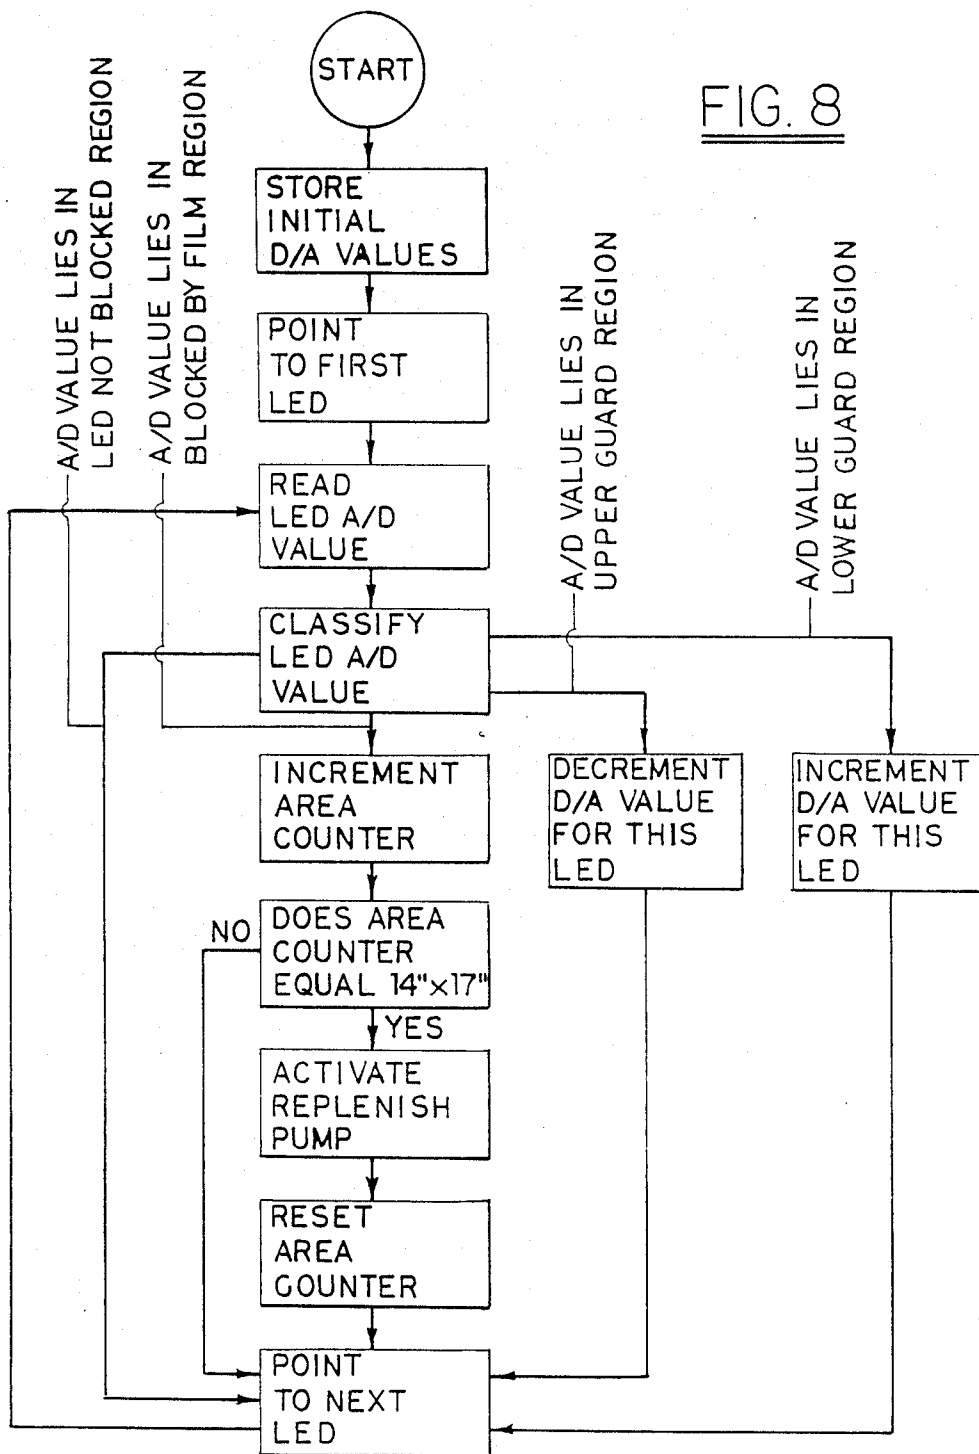 START
FIG. 8
A/D VALUE LIES IN
LED NOT BLOCKED REGION
A/D VALUE LIES IN
BLOCKED BY FILM REGION
STORE
INITIAL
D/A VALUES
POINT
TO FIRST
LED
A/D VALUE LIES IN
UPPER GUARD REGION
A/D VALUE LIES IN
LOWER GUARD REGION
READ
LED A/D
VALUE
CLASSIFY
LED A/D
VALUE
INCREMENT
AREA
COUNTER
DECREMENT
D/A VALUE
FOR THIS
LED
INCREMENT
D/A VALUE
FOR THIS
LED
NO
DOES AREA
COUNTER
EQUAL 14"x17"
YES
ACTIVATE
REPLENISH
PUMP
RESET
AREA
COUNTER
POINT
TO NEXT
LED